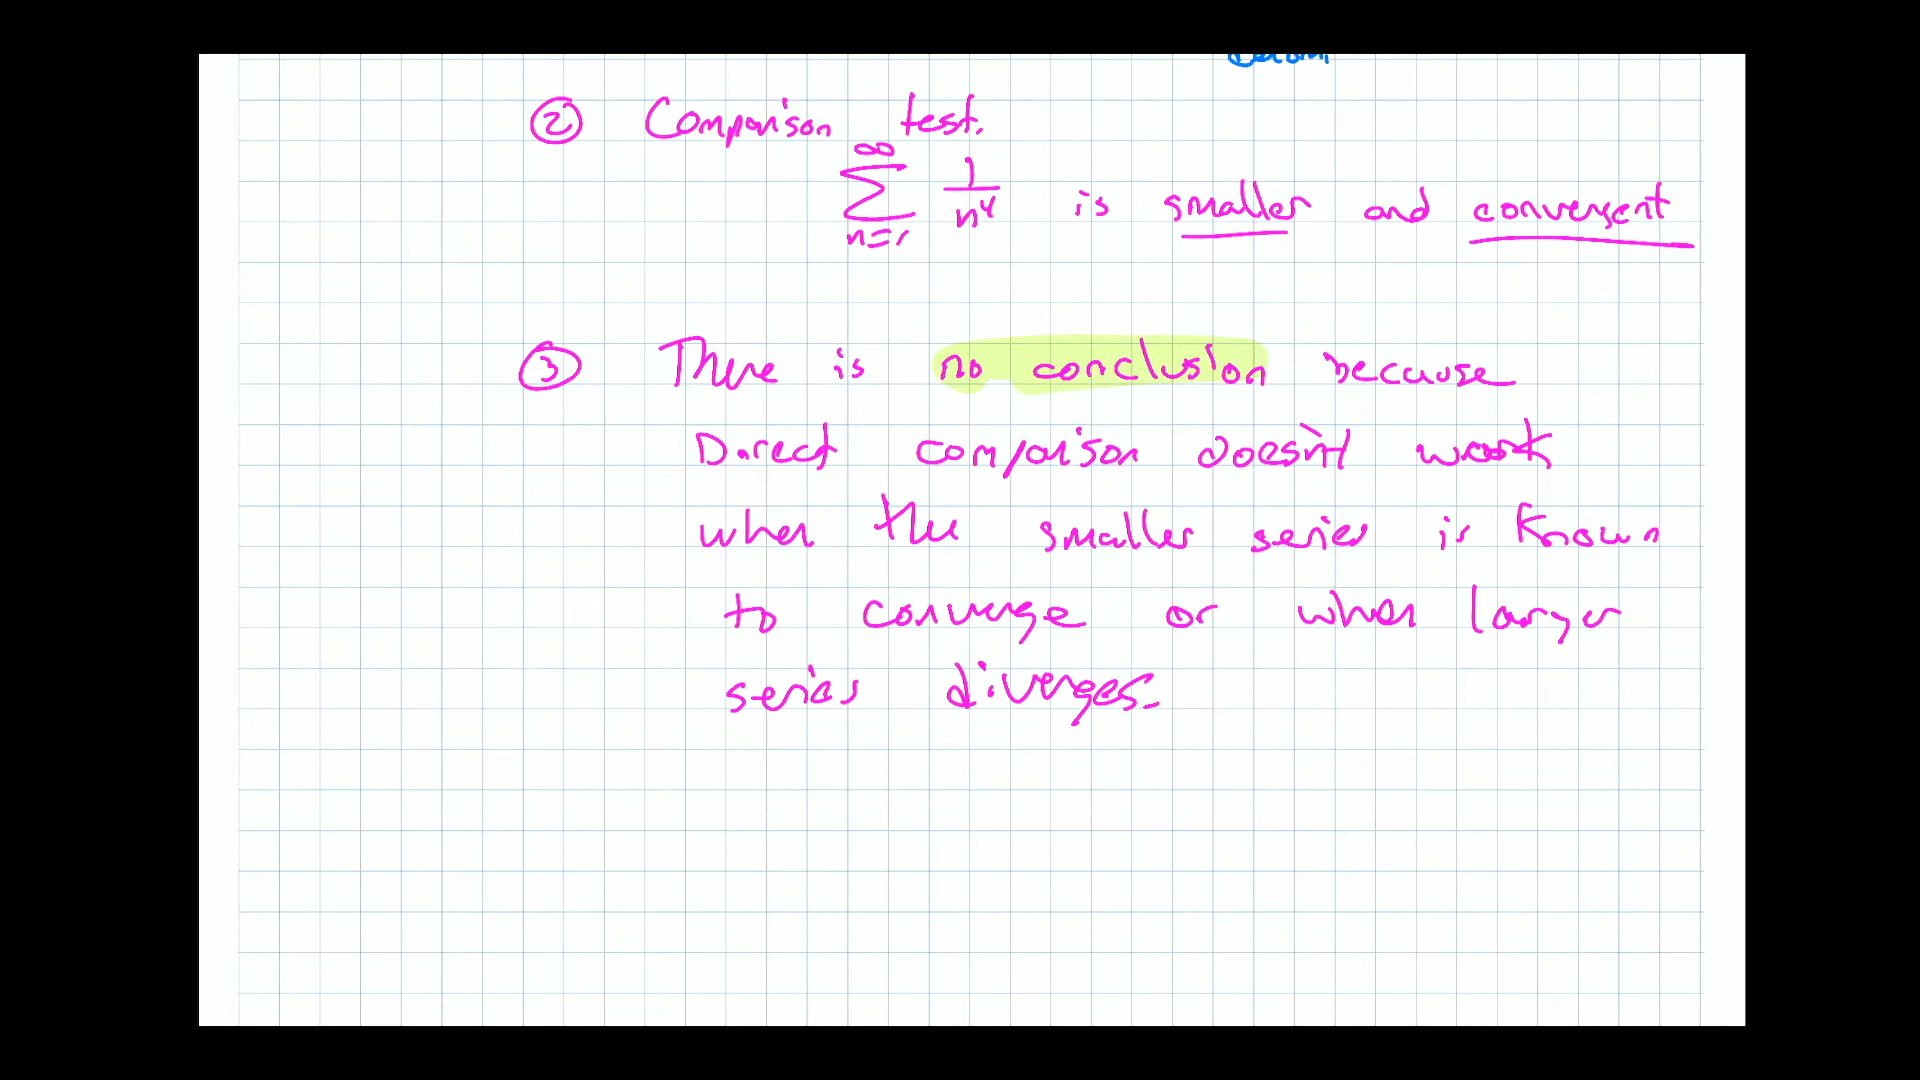 ② Comparison test.
∞
∑ 1/n⁴ is smaller and convergent
n=1
③ There is no conclusion because
Direct comparison doesn't work
when the smaller series is known
to converge or when larger
series diverges.